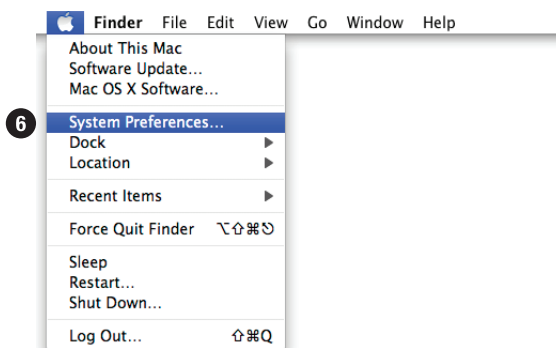 Finder File Edit View Go Window Help
About This Mac
Software Update...
Mac OS X Software...
6 System Preferences...
Dock
Location
Recent Items
Force Quit Finder ⌥⇧⌘⎋
Sleep
Restart...
Shut Down...
Log Out... ⇧⌘Q